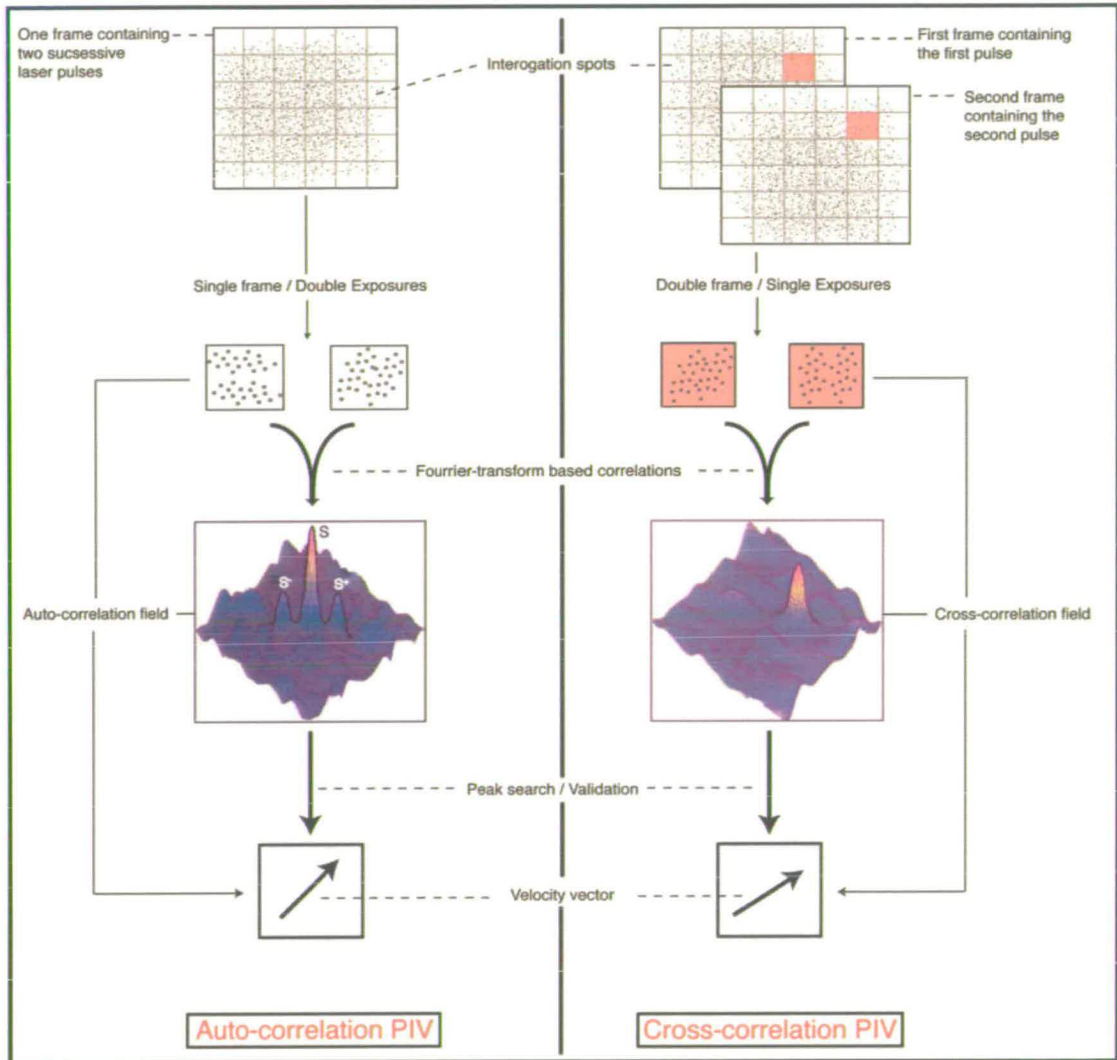 One frame containing
two sucsessive
laser pulses
Interogation spots
First frame containing
the first pulse
Second frame
containing the
second pulse
Single frame / Double Exposures
Double frame / Single Exposures
Fourrier-transform based correlations
S
S-
S+
Auto-correlation field
Cross-correlation field
Peak search / Validation
Velocity vector
Auto-correlation PIV
Cross-correlation PIV